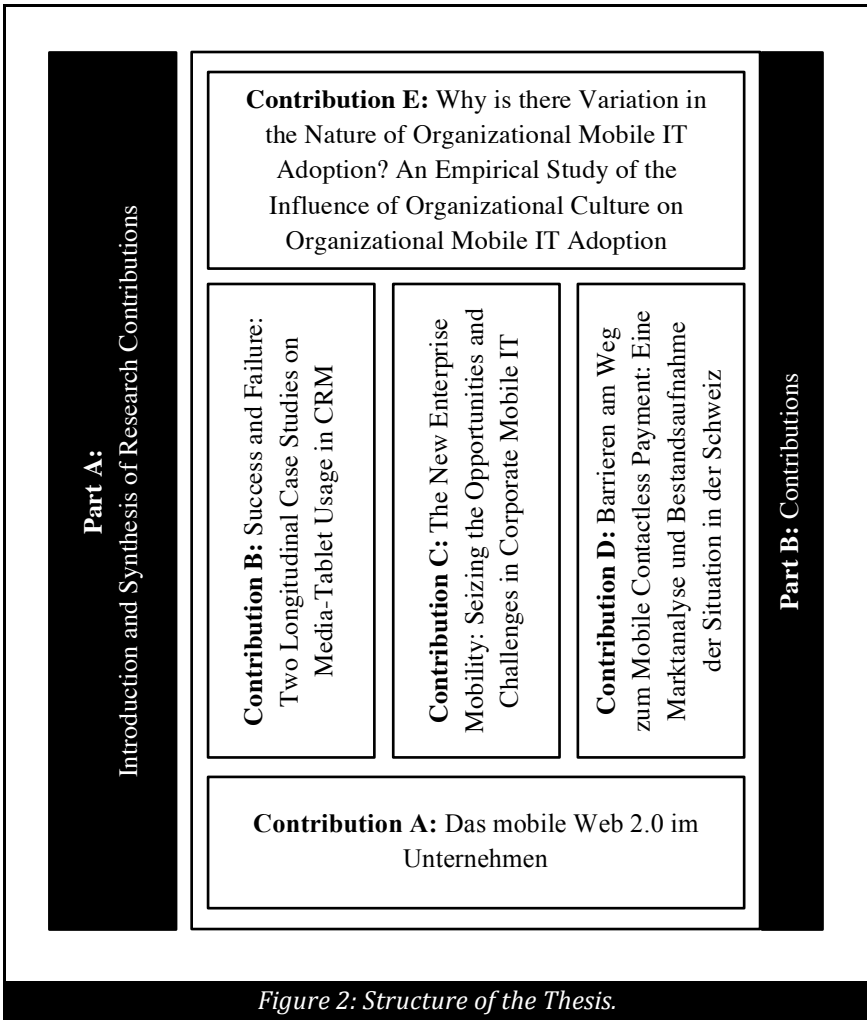 Part A:
Introduction and Synthesis of Research Contributions
Contribution E: Why is there Variation in
the Nature of Organizational Mobile IT
Adoption? An Empirical Study of the
Influence of Organizational Culture on
Organizational Mobile IT Adoption
Contribution B: Success and Failure:
Two Longitudinal Case Studies on
Media-Tablet Usage in CRM
Contribution C: The New Enterprise
Mobility: Seizing the Opportunities and
Challenges in Corporate Mobile IT
Contribution D: Barrieren am Weg
zum Mobile Contactless Payment: Eine
Marktanalyse und Bestandsaufnahme
der Situation in der Schweiz
Contribution A: Das mobile Web 2.0 im
Unternehmen
Part B: Contributions
Figure 2: Structure of the Thesis.